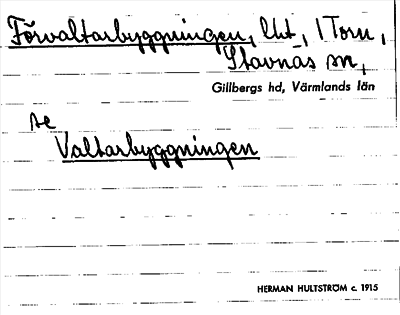 Förvaltarbyggningen, lht, 1 Torn,
Stavnäs sn,
Gillbergs hd, Värmlands län
se
Valtarbyggningen
HERMAN HULTSTRÖM c. 1915